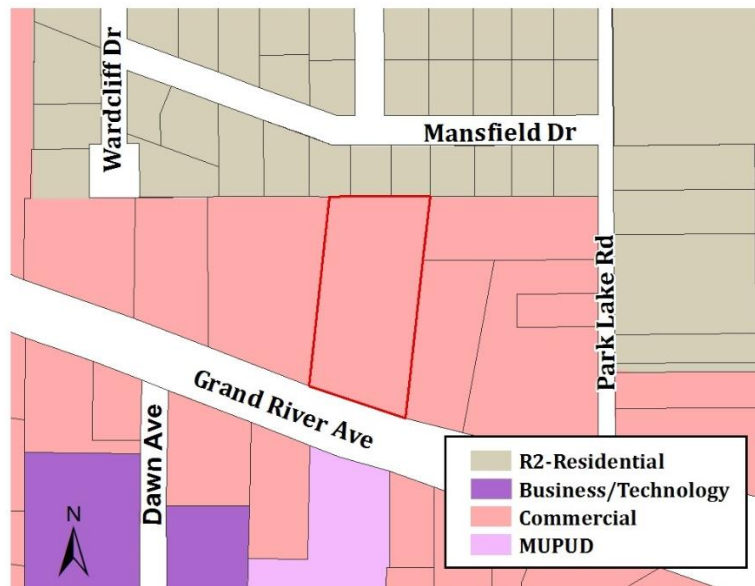 Wardcliff Dr
Mansfield Dr
Park Lake Rd
Grand River Ave
Dawn Ave
N
R2-Residential
Business/Technology
Commercial
MUPUD